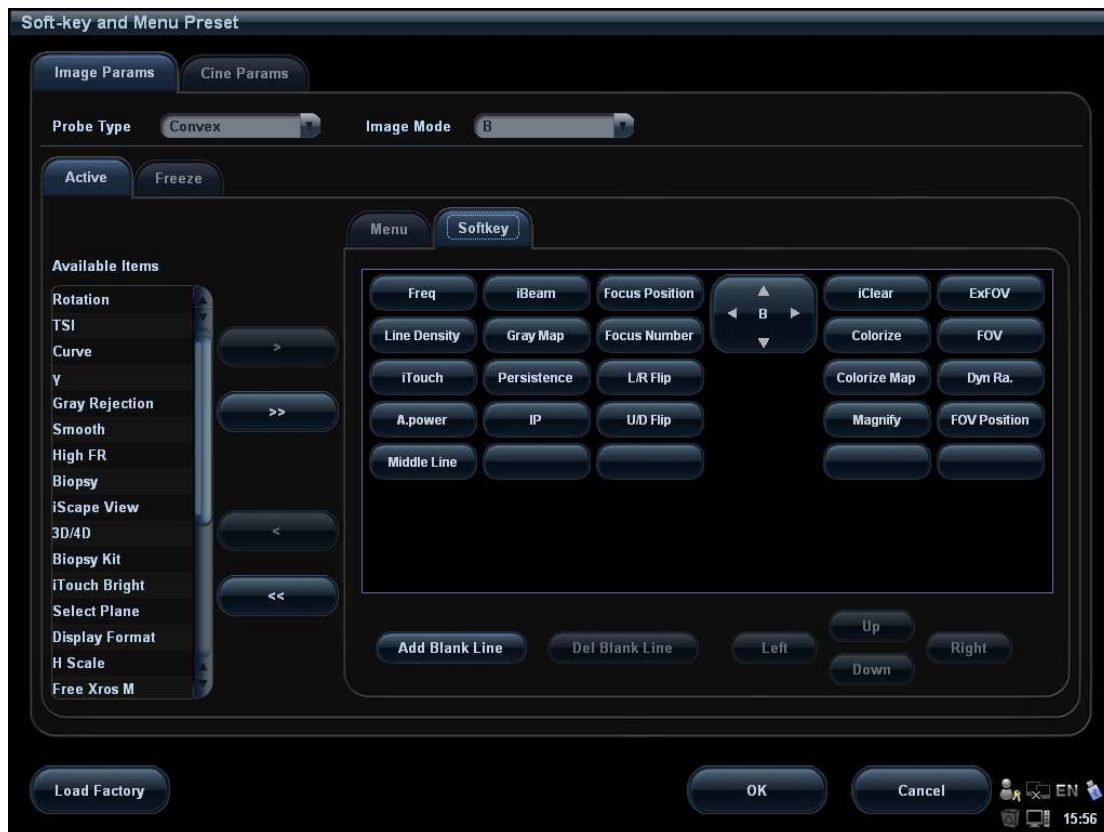 Soft-key and Menu Preset
Image Params Cine Params
Probe Type Convex Image Mode B
Active Freeze
Menu Softkey
Available Items
Rotation
TSI
Curve
γ
Gray Rejection
Smooth
High FR
Biopsy
iScape View
3D/4D
Biopsy Kit
iTouch Bright
Select Plane
Display Format
H Scale
Free Xros M
>
>>
<
<<
Freq iBeam Focus Position B iClear ExFOV
Line Density Gray Map Focus Number Colorize FOV
iTouch Persistence L/R Flip Colorize Map Dyn Ra.
A.power IP U/D Flip Magnify FOV Position
Middle Line
Add Blank Line Del Blank Line Left Up Down Right
Load Factory OK Cancel EN
15:56